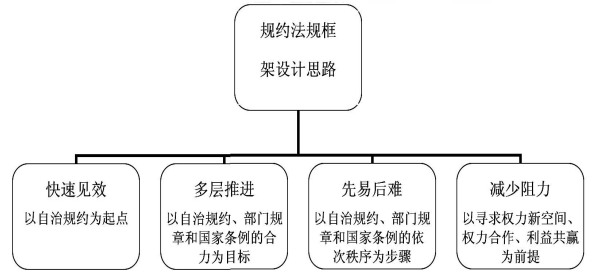 规约法规框
架设计思路
快速见效
以自治规约为起点
多层推进
以自治规约、部门规
章和国家条例的合
力为目标
先易后难
以自治规约、部门规
章和国家条例的依
次秩序为步骤
减少阻力
以寻求权力新空间、
权力合作、利益共赢
为前提